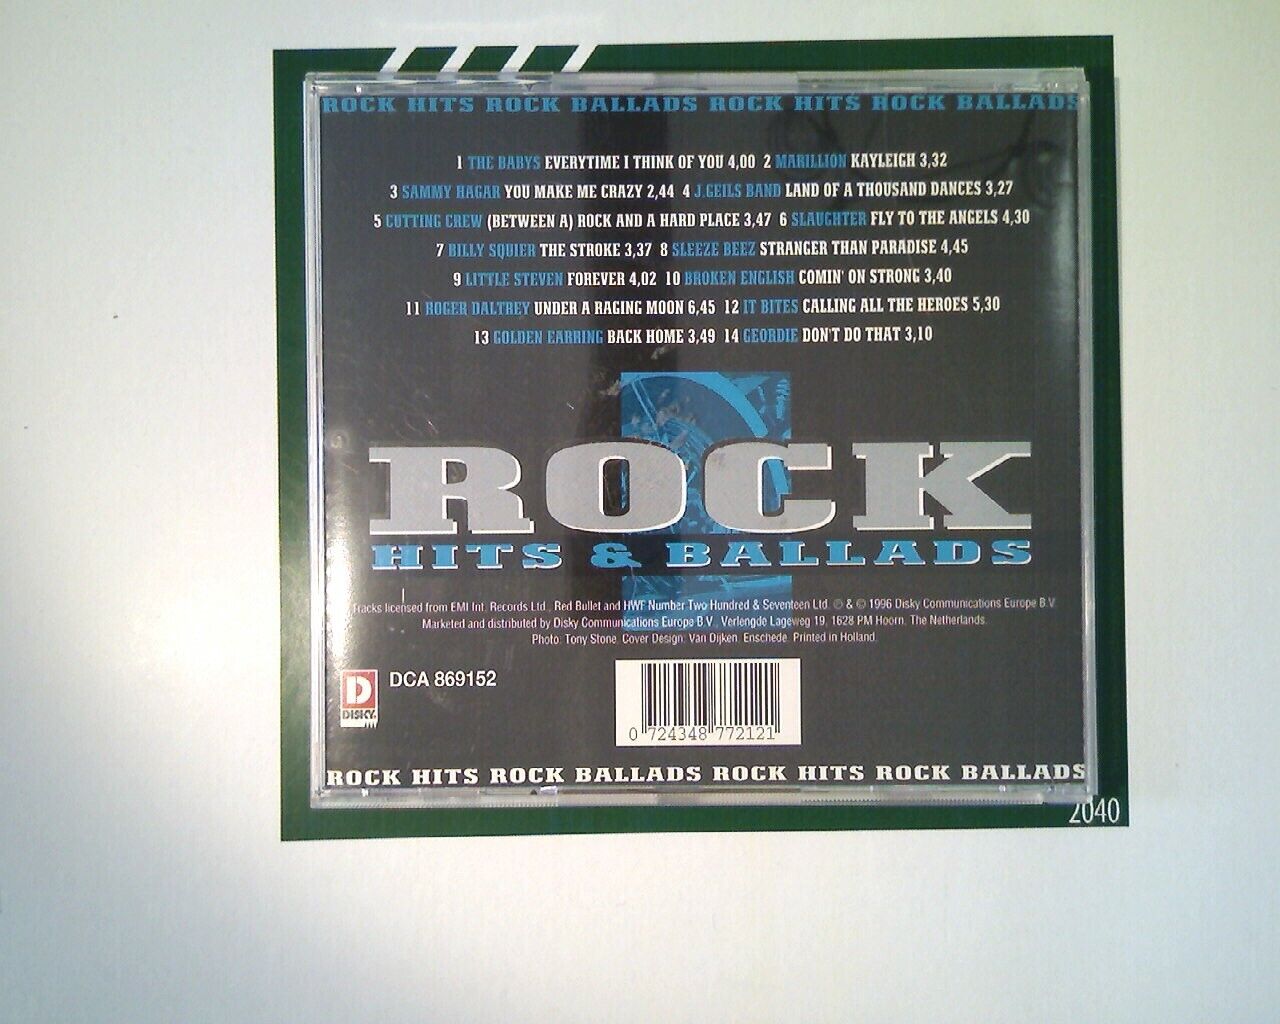 ROCK HITS ROCK BALLADS ROCK HITS ROCK BALLADS
1 THE BABYS EVERYTIME I THINK OF YOU 4,00 2 MARILLION KAYLEIGH 3,32
3 SAMMY HAGAR YOU MAKE ME CRAZY 2,44 4 J.GEILS BAND LAND OF A THOUSAND DANCES 3,27
5 CUTTING CREW (BETWEEN A) ROCK AND A HARD PLACE 3,47 6 SLAUGHTER FLY TO THE ANGELS 4,30
7 BILLY SQUIER THE STROKE 3,37 8 SLEEZE BEEZ STRANGER THAN PARADISE 4,45
9 LITTLE STEVEN FOREVER 4,02 10 BROKEN ENGLISH COMIN' ON STRONG 3,40
11 ROGER DALTREY UNDER A RAGING MOON 6,45 12 IT BITES CALLING ALL THE HEROES 5,30
13 GOLDEN EARRING BACK HOME 3,49 14 GEORDIE DON'T DO THAT 3,10
ROCK
HITS & BALLADS
Tracks licensed from EMI Int. Records Ltd., Red Bullet and HWF Number Two Hundred & Seventeen Ltd. ℗ & © 1996 Disky Communications Europe B.V.
Marketed and distributed by Disky Communications Europe B.V., Verlengde Lageweg 19, 1628 PM Hoorn, The Netherlands.
Photo: Tony Stone. Cover Design: Van Dijken, Enschede. Printed in Holland.
D
DISKY
DCA 869152
0 724348 772121
ROCK HITS ROCK BALLADS ROCK HITS ROCK BALLADS
2040